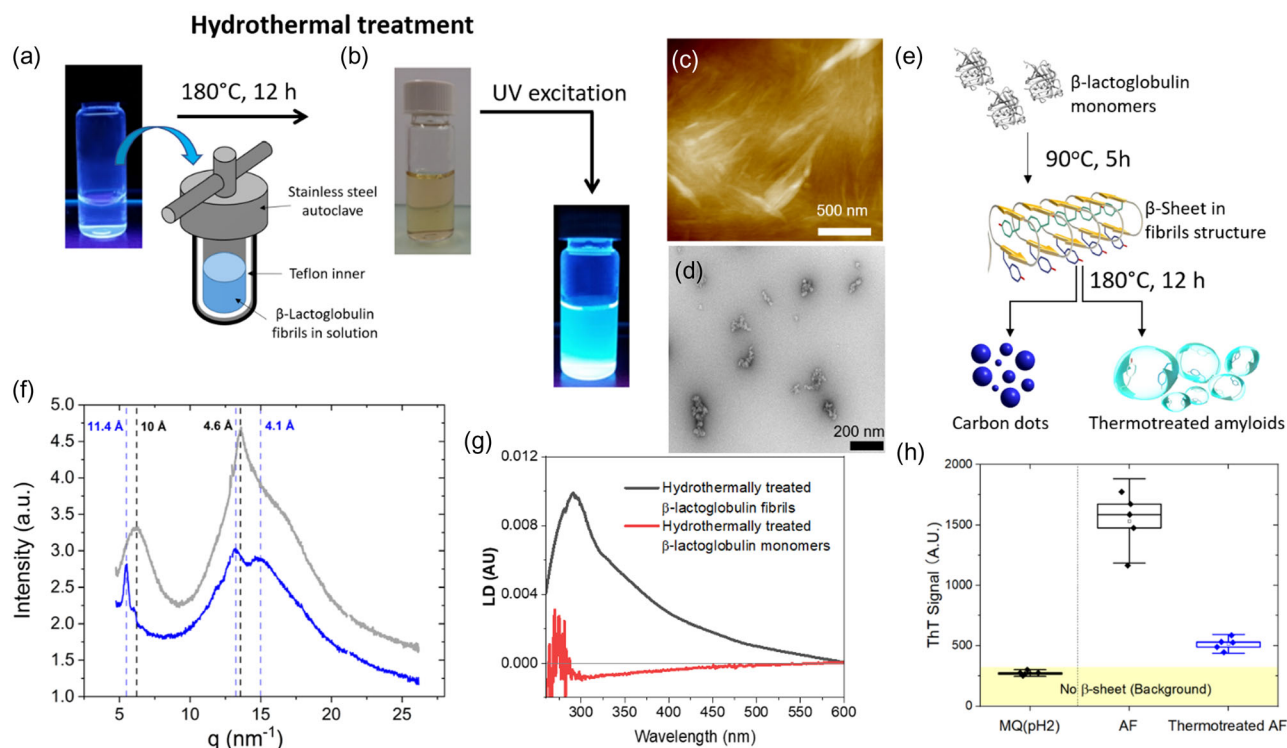 Hydrothermal treatment
(a)
180°C, 12 h
Stainless steel
autoclave
Teflon inner
β-Lactoglobulin
fibrils in solution
(b)
UV excitation
(c)
500 nm
(d)
200 nm
(e)
β-lactoglobulin
monomers
90°C, 5h
β-Sheet in
fibrils structure
180°C, 12 h
Carbon dots
Thermotreated amyloids
(f)
11.4 Å
10 Å
4.6 Å
4.1 Å
5.0
4.5
4.0
3.5
3.0
2.5
2.0
1.5
1.0
Intensity (a.u.)
5
10
15
20
25
q (nm⁻¹)
(g)
0.012
0.008
0.004
0.000
LD (AU)
Hydrothermally treated
β-lactoglobulin fibrils
Hydrothermally treated
β-lactoglobulin monomers
300
350
400
450
500
550
600
Wavelength (nm)
(h)
2000
1500
1000
500
0
ThT Signal (A.U.)
No β-sheet (Background)
MQ(pH2)
AF
Thermotreated AF